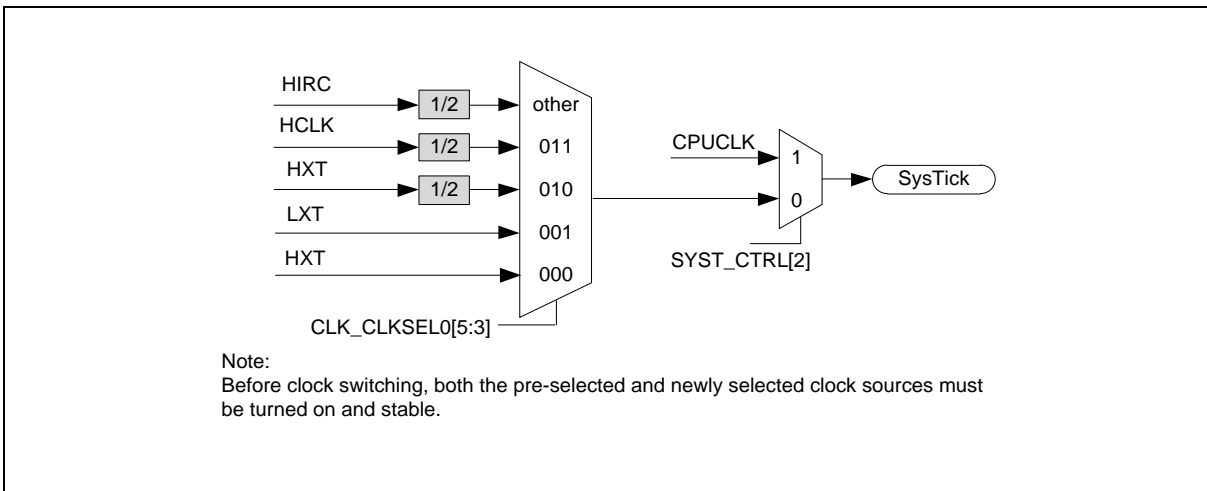 HIRC
1/2
other
HCLK
1/2
011
HXT
1/2
010
LXT
001
HXT
000
CLK_CLKSEL0[5:3]
CPUCLK
1
0
SYST_CTRL[2]
SysTick
Note:
Before clock switching, both the pre-selected and newly selected clock sources must
be turned on and stable.